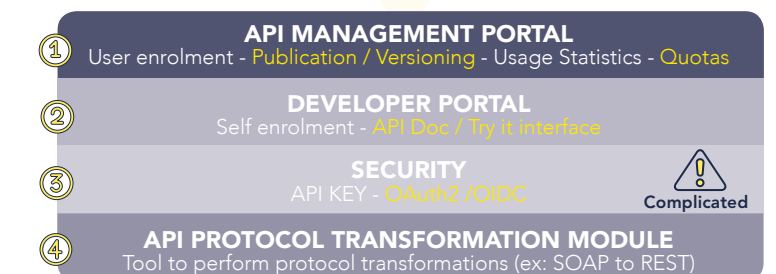 1
API MANAGEMENT PORTAL
User enrolment - Publication / Versioning - Usage Statistics - Quotas
2
DEVELOPER PORTAL
Self enrolment - API Doc / Try it interface
3
SECURITY
API KEY - OAuth2 /OIDC
!
Complicated
4
API PROTOCOL TRANSFORMATION MODULE
Tool to perform protocol transformations (ex: SOAP to REST)